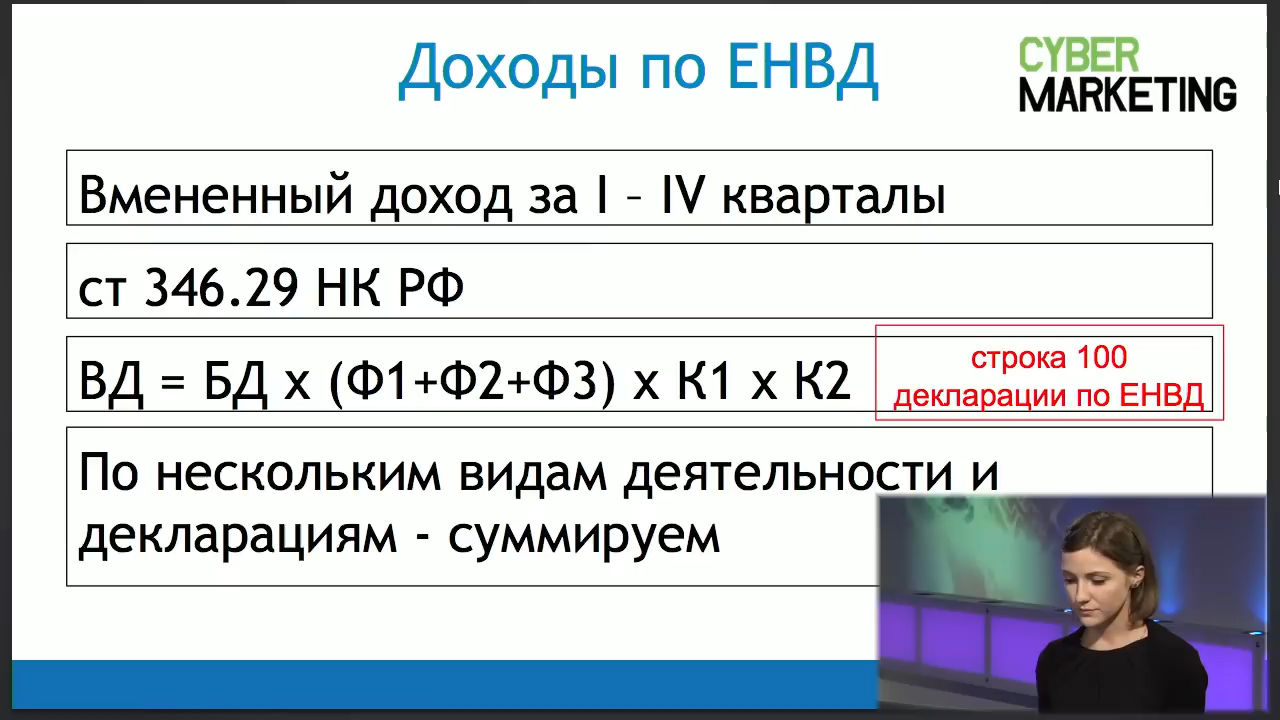 Доходы по ЕНВД
CYBER
MARKETING
Вмененный доход за I – IV кварталы
ст 346.29 НК РФ
ВД = БД х (Ф1+Ф2+Ф3) х К1 х К2
строка 100
декларации по ЕНВД
По нескольким видам деятельности и
декларациям - суммируем